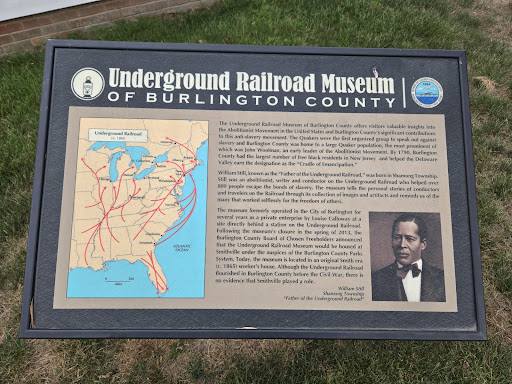 Underground Railroad Museum
OF BURLINGTON COUNTY
Underground Railroad
ATLANTIC
OCEAN
The Underground Railroad Museum of Burlington County offers visitors valuable insights into
the Abolitionist Movement in the United States and Burlington County's significant contributions
to this anti-slavery movement. The Quakers were the first organized group to speak out against
slavery and Burlington County was home to a large Quaker population, the most prominent of
which was John Woolman, an early leader of the Abolitionist Movement. By 1790, Burlington
County had the largest number of free black residents in New Jersey and helped the Delaware
Valley earn the designation as the "Cradle of Emancipation."
William Still, known as the "Father of the Underground Railroad," was born in Shamong Township.
Still was an abolitionist, writer and conductor on the Underground Railroad who helped over
800 people escape the bonds of slavery. The museum tells the personal stories of conductors
and travelers on the Railroad through its collection of images and artifacts and reminds us of the
many that worked selflessly for the freedom of others.
The museum formerly operated in the City of Burlington for
several years as a private enterprise by Louise Calloway at a
site directly behind a station on the Underground Railroad.
Following the museum's closure in the spring of 2013, the
Burlington County Board of Chosen Freeholders announced
that the Underground Railroad Museum would be housed at
Smithville under the auspices of the Burlington County Parks
System. Today, the museum is located in an original Smith era
(c. 1865) worker's house. Although the Underground Railroad
flourished in Burlington County before the Civil War, there is
no evidence that Smithville played a role.
William Still
Shamong Township
"Father of the Underground Railroad"